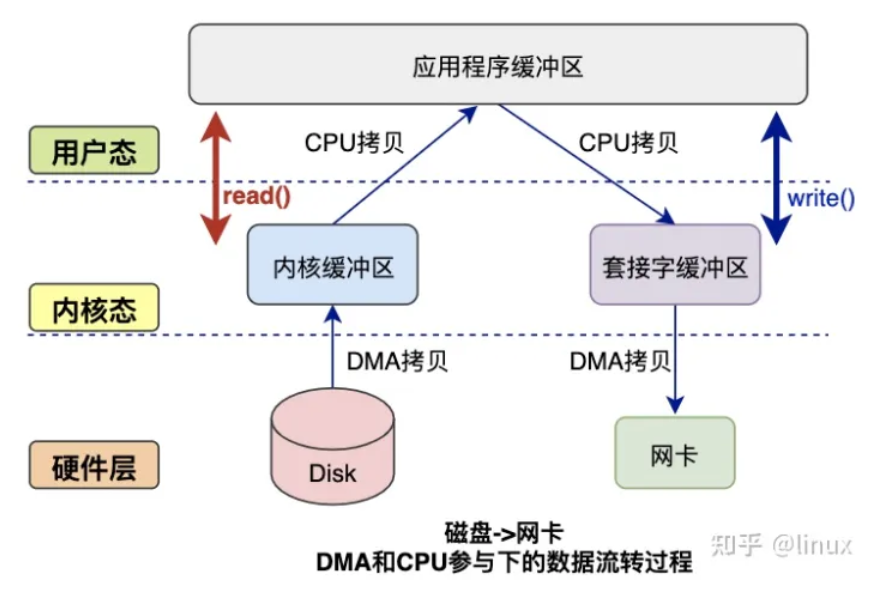 应用程序缓冲区
用户态
CPU拷贝
CPU拷贝
read()
write()
内核缓冲区
套接字缓冲区
内核态
DMA拷贝
DMA拷贝
硬件层
Disk
网卡
磁盘->网卡
DMA和CPU参与下的数据流转过程
知乎 @linux